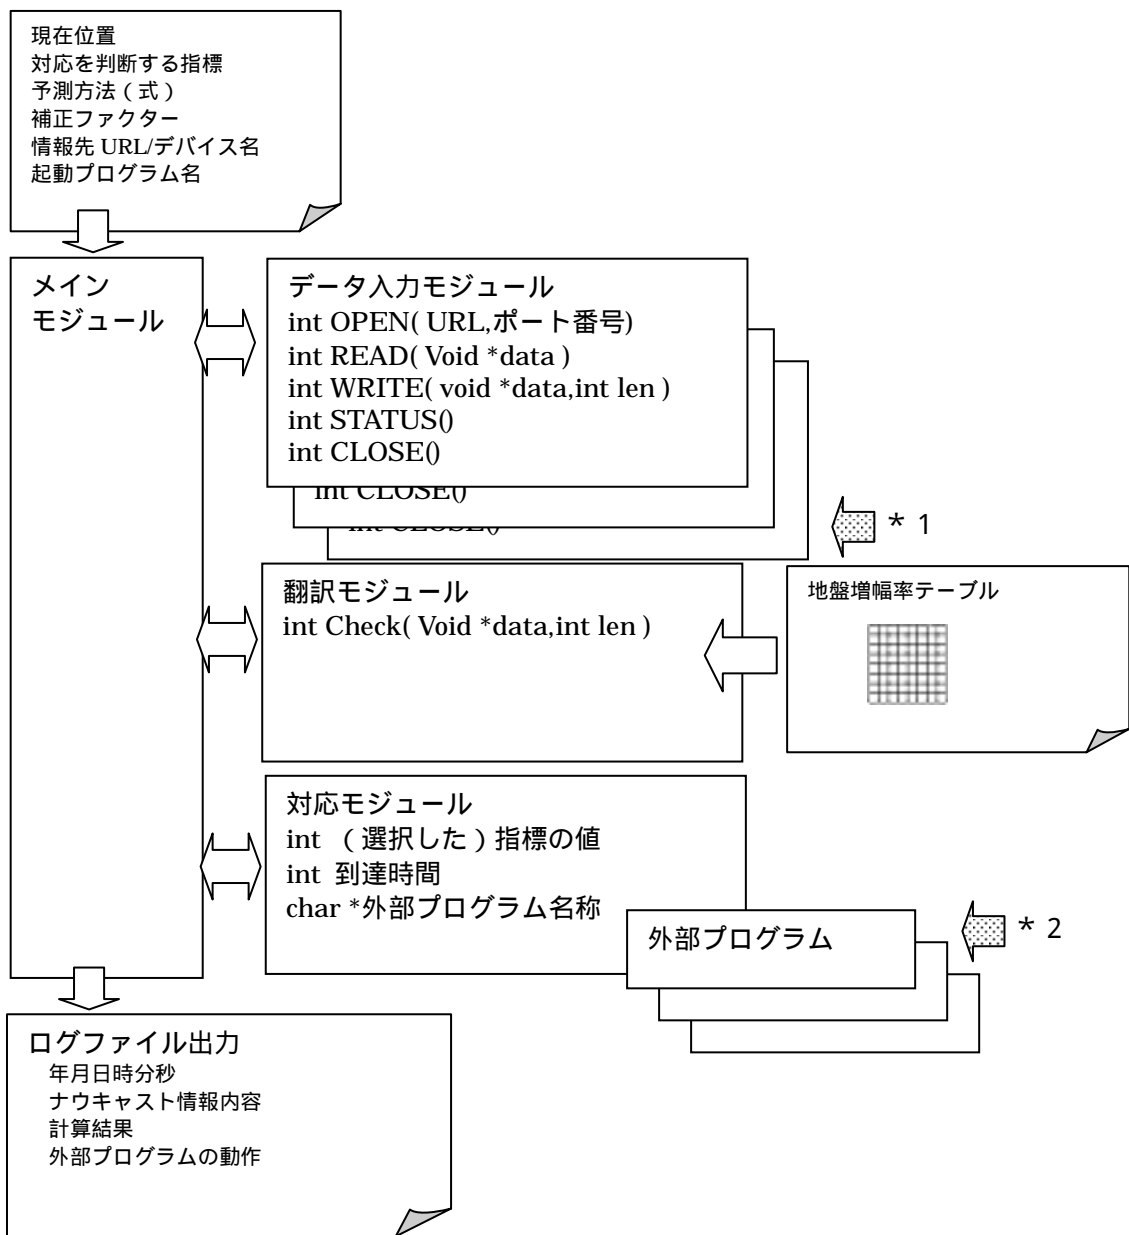 現在位置
対応を判断する指標
予測方法（式）
補正ファクター
情報先 URL/デバイス名
起動プログラム名
メイン
モジュール
データ入力モジュール
int OPEN( URL,ポート番号)
int READ( Void *data )
int WRITE( void *data,int len )
int STATUS()
int CLOSE()
int CLOSE()
int CLOSE()
* 1
翻訳モジュール
int Check( Void *data,int len )
地盤増幅率テーブル
対応モジュール
int （選択した）指標の値
int 到達時間
char *外部プログラム名称
外部プログラム
* 2
ログファイル出力
年月日時分秒
ナウキャスト情報内容
計算結果
外部プログラムの動作